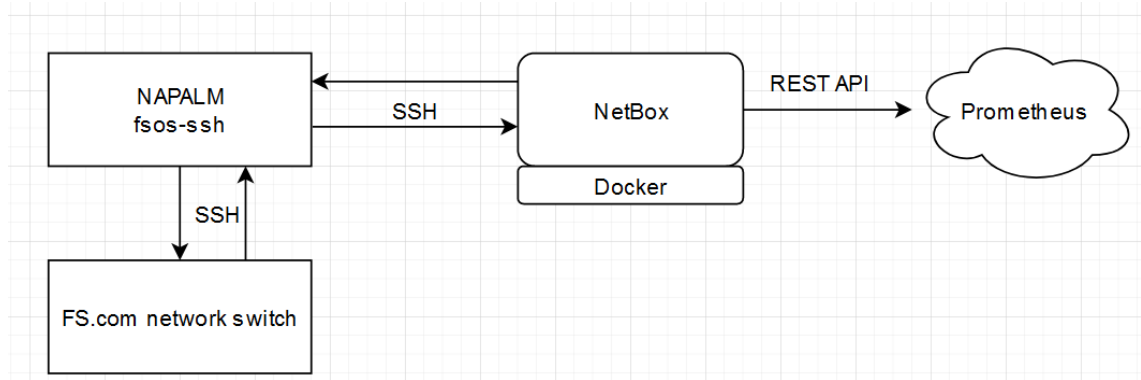 NAPALM
fsos-ssh
SSH
NetBox
REST API
Prometheus
Docker
SSH
FS.com network switch